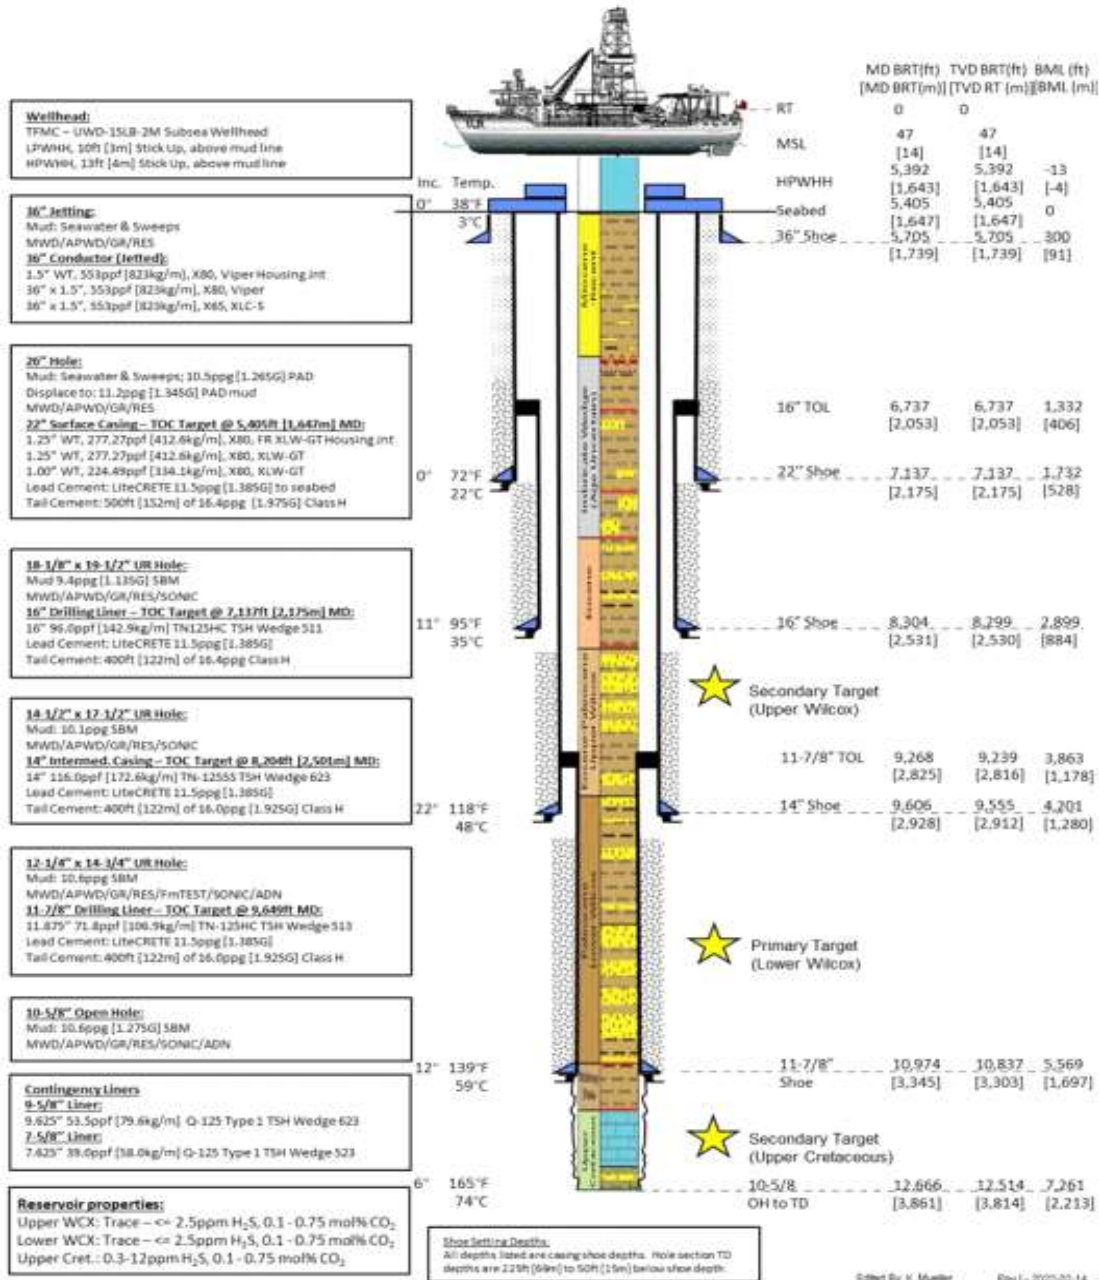 MD BRT(ft) TVD BRT(ft) BML (ft)
[MD BRT(m)] [TVD RT (m)] [BML (m)]
RT 0 0
MSL 47 47
[14] [14]
HPWHH 5,392 5,392 -13
[1,643] [1,643] [-4]
Seabed 5,405 5,405 0
[1,647] [1,647]
36" Shoe 5,705 5,705 300
[1,739] [1,739] [91]
16" TOL 6,737 6,737 1,332
[2,053] [2,053] [406]
22" Shoe 7,137 7,137 1,732
[2,175] [2,175] [528]
16" Shoe 8,304 8,299 2,899
[2,531] [2,530] [884]
Secondary Target
(Upper Wilcox)
11-7/8" TOL 9,268 9,239 3,863
[2,825] [2,816] [1,178]
14" Shoe 9,606 9,555 4,201
[2,928] [2,912] [1,280]
Primary Target
(Lower Wilcox)
11-7/8" 10,974 10,837 5,569
Shoe [3,345] [3,303] [1,697]
Secondary Target
(Upper Cretaceous)
10-5/8 12,666 12,514 7,261
OH to TD [3,861] [3,814] [2,213]
Inc. Temp.
0° 38°F
3°C
0° 72°F
22°C
11° 95°F
35°C
22° 118°F
48°C
12° 139°F
59°C
6° 165°F
74°C
Miocene
-Recent
Imbricate Wedge
(Age Uncertain)
Eocene
Eocene-Paleocene
Upper Wilcox
Paleocene
Lower Wilcox
Upper
Cretaceous
Wellhead:
TFMC – UWD-15LB-2M Subsea Wellhead
LPWHH, 10ft [3m] Stick Up, above mud line
HPWHH, 13ft [4m] Stick Up, above mud line
36" Jetting:
Mud: Seawater & Sweeps
MWD/APWD/GR/RES
36" Conductor (Jetted):
1.5" WT, 553ppf [823kg/m], X80, Viper Housing Jnt
36" x 1.5", 553ppf [823kg/m], X80, Viper
36" x 1.5", 553ppf [823kg/m], X65, XLC-S
26" Hole:
Mud: Seawater & Sweeps; 10.5ppg [1.26SG] PAD
Displace to: 11.2ppg [1.34SG] PAD mud
MWD/APWD/GR/RES
22" Surface Casing – TOC Target @ 5,405ft [1,647m] MD:
1.25" WT, 277.27ppf [412.6kg/m], X80, FR XLW-GT Housing Jnt
1.25" WT, 277.27ppf [412.6kg/m], X80, XLW-GT
1.00" WT, 224.49ppf [334.1kg/m], X80, XLW-GT
Lead Cement: LiteCRETE 11.5ppg [1.38SG] to seabed
Tail Cement: 500ft [152m] of 16.4ppg [1.97SG] Class H
18-1/8" x 19-1/2" UR Hole:
Mud 9.4ppg [1.13SG] SBM
MWD/APWD/GR/RES/SONIC
16" Drilling Liner – TOC Target @ 7,137ft [2,175m] MD:
16" 96.0ppf [142.9kg/m] TN125HC TSH Wedge 511
Lead Cement: LiteCRETE 11.5ppg [1.38SG]
Tail Cement: 400ft [122m] of 16.4ppg Class H
14-1/2" x 17-1/2" UR Hole:
Mud: 10.1ppg SBM
MWD/APWD/GR/RES/SONIC
14" Intermed. Casing – TOC Target @ 8,204ft [2,501m] MD:
14" 116.0ppf [172.6kg/m] TN-125SS TSH Wedge 623
Lead Cement: LiteCRETE 11.5ppg [1.38SG]
Tail Cement: 400ft [122m] of 16.0ppg [1.92SG] Class H
12-1/4" x 14-3/4" UR Hole:
Mud: 10.6ppg SBM
MWD/APWD/GR/RES/FmTEST/SONIC/ADN
11-7/8" Drilling Liner – TOC Target @ 9,649ft MD:
11.875" 71.8ppf [106.9kg/m] TN-125HC TSH Wedge 513
Lead Cement: LiteCRETE 11.5ppg [1.38SG]
Tail Cement: 400ft [122m] of 16.0ppg [1.92SG] Class H
10-5/8" Open Hole:
Mud: 10.6ppg [1.27SG] SBM
MWD/APWD/GR/RES/SONIC/ADN
Contingency Liners
9-5/8" Liner:
9.625" 53.5ppf [79.6kg/m] Q-125 Type 1 TSH Wedge 623
7-5/8" Liner:
7.625" 39.0ppf [58.0kg/m] Q-125 Type 1 TSH Wedge 523
Reservoir properties:
Upper WCX: Trace – <= 2.5ppm H₂S, 0.1 - 0.75 mol% CO₂
Lower WCX: Trace – <= 2.5ppm H₂S, 0.1 - 0.75 mol% CO₂
Upper Cret.: 0.3-12ppm H₂S, 0.1 - 0.75 mol% CO₂
Shoe Setting Depths:
All depths listed are casing shoe depths. Hole section TD
depths are 225ft [69m] to 50ft [15m] below shoe depth
Edited By: K. Mueller